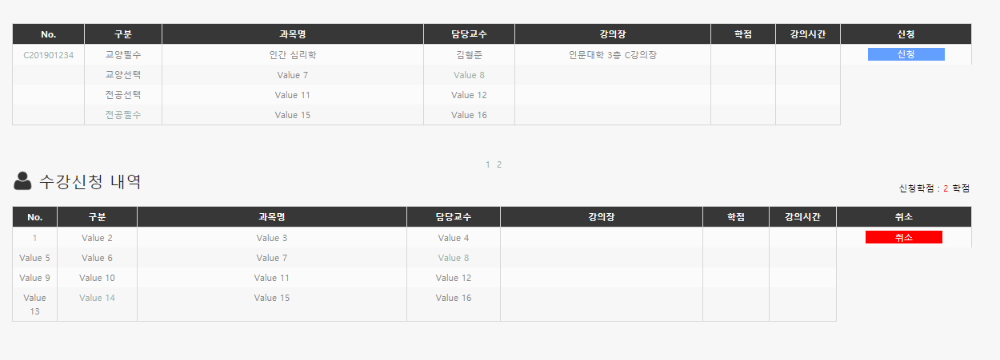 No. 구분 과목명 담당교수 강의장 학점 강의시간 신청
C201901234 교양필수 인간 심리학 김형준 인문대학 3층 C강의장 신청
교양선택 Value 7 Value 8
전공선택 Value 11 Value 12
전공필수 Value 15 Value 16
1 2
수강신청 내역
신청학점 : 2 학점
No. 구분 과목명 담당교수 강의장 학점 강의시간 취소
1 Value 2 Value 3 Value 4 취소
Value 5 Value 6 Value 7 Value 8
Value 9 Value 10 Value 11 Value 12
Value 13 Value 14 Value 15 Value 16